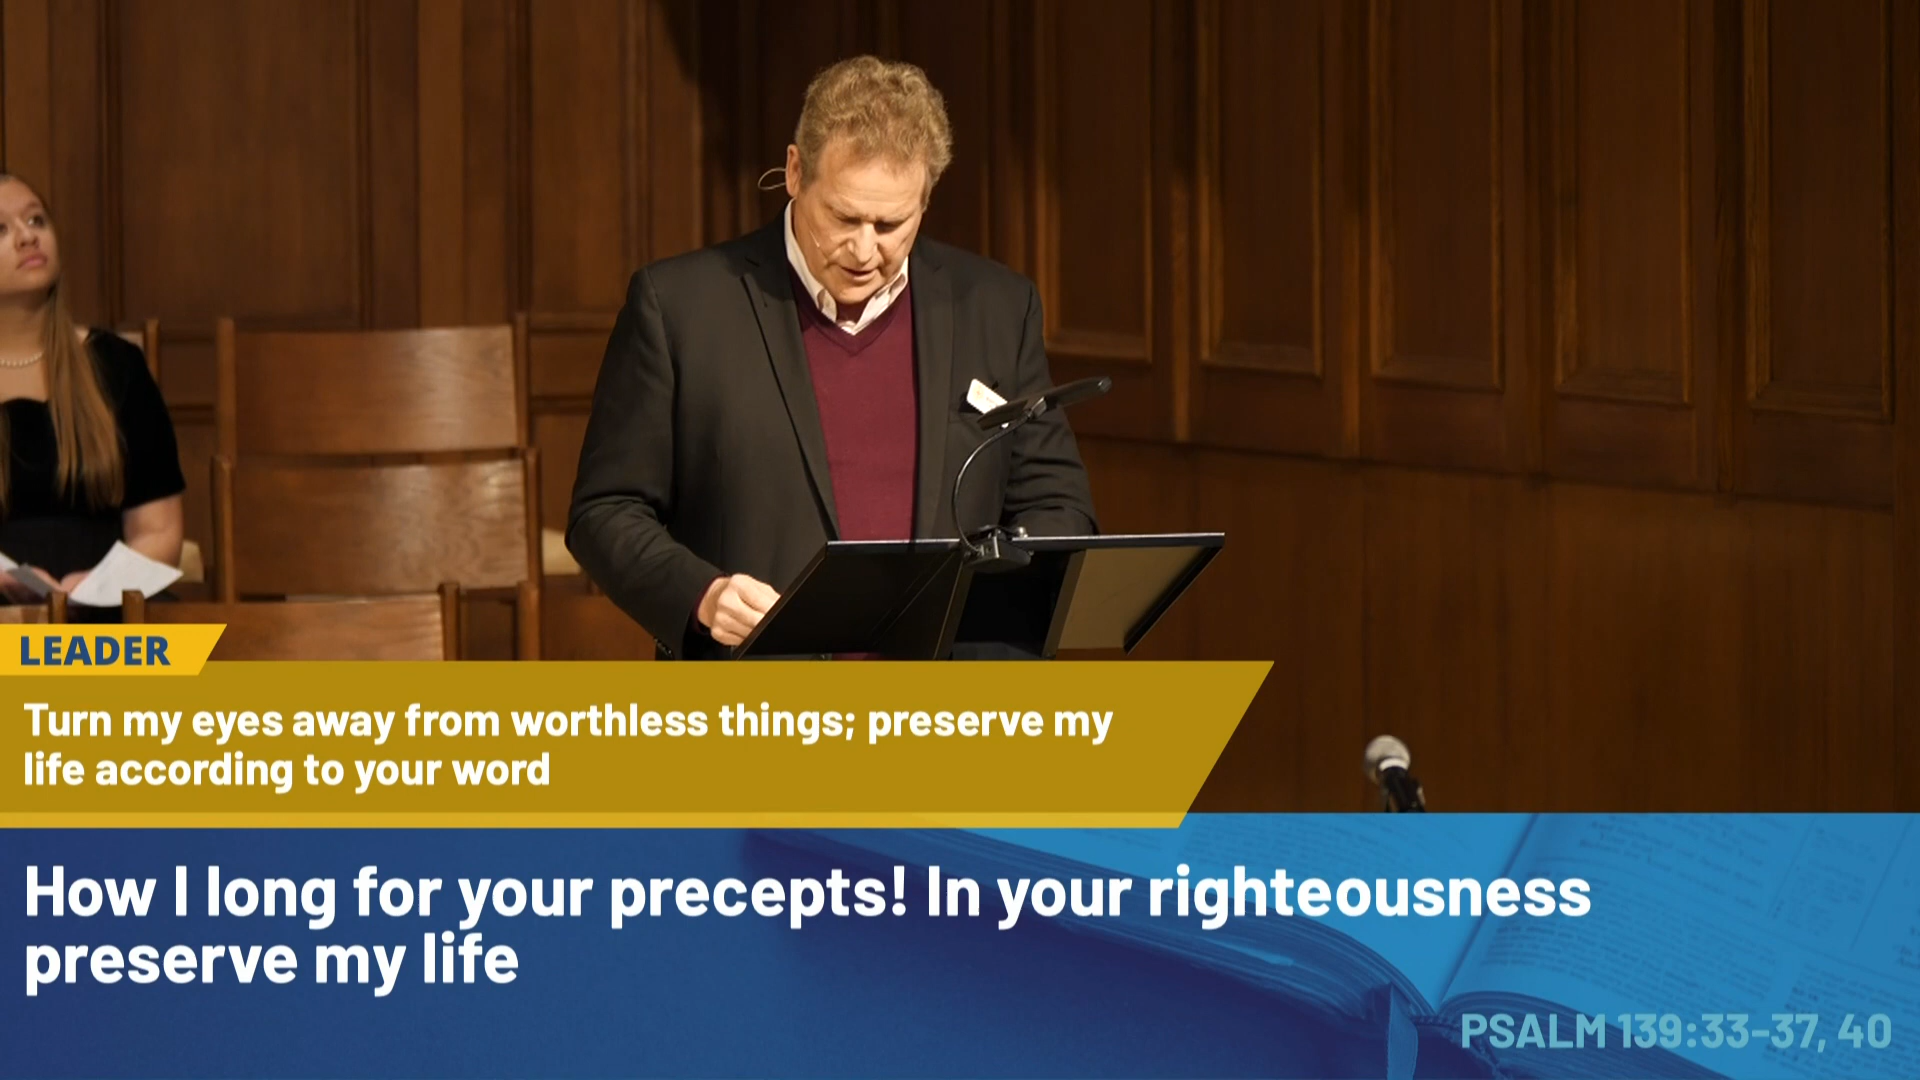 LEADER
Turn my eyes away from worthless things; preserve my
life according to your word
How I long for your precepts! In your righteousness
preserve my life
PSALM 139:33-37, 40